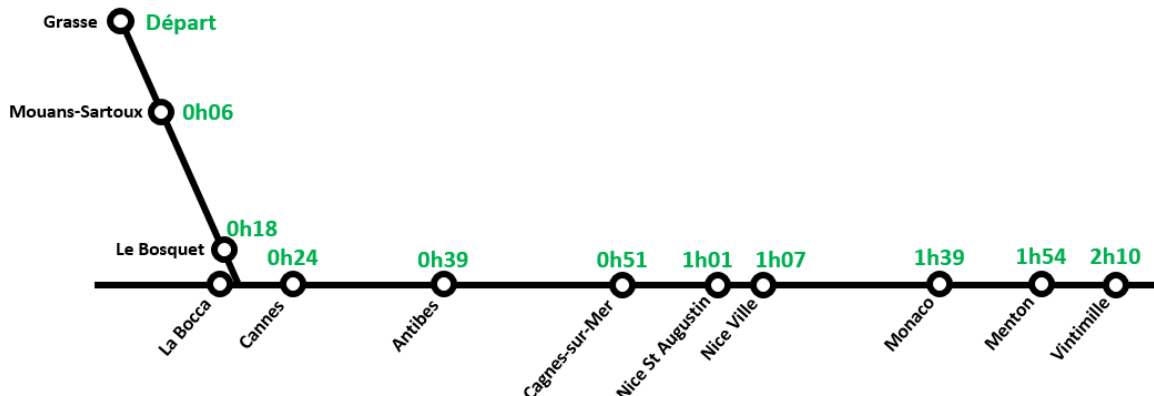 Grasse Départ
Mouans-Sartoux 0h06
Le Bosquet 0h18
0h24 0h39 0h51 1h01 1h07 1h39 1h54 2h10
La Bocca
Cannes
Antibes
Cagnes-sur-Mer
Nice St Augustin
Nice Ville
Monaco
Menton
Vintimille